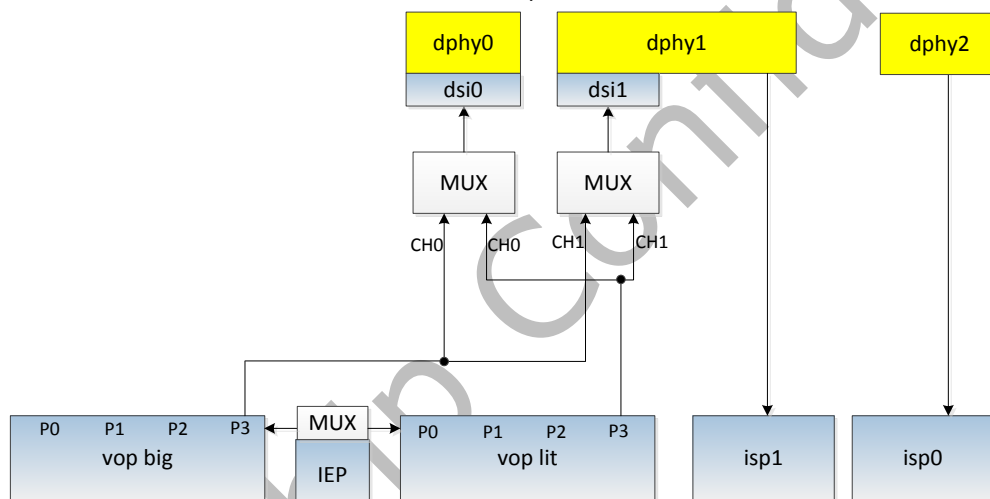 dphy0
dphy1
dphy2
dsi0
dsi1
MUX
MUX
CH0
CH0
CH1
CH1
P0
P1
P2
P3
MUX
P0
P1
P2
P3
vop big
IEP
vop lit
isp1
isp0